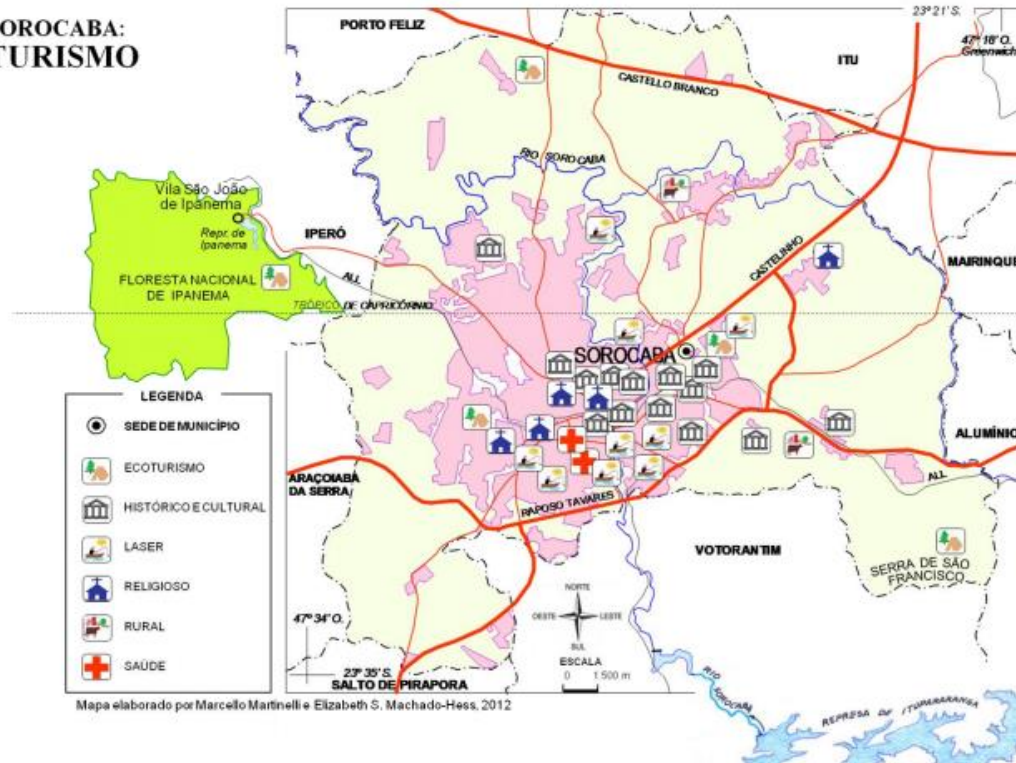 OROCABA:
TURISMO
PORTO FELIZ
23º 21' S.
47º 16' O.
Greenwich
ITU
CASTELLO BRANCO
RIO SOROCABA
Vila São João
de Ipanema
Repr. de
Ipanema
IPERÓ
ALL
FLORESTA NACIONAL
DE IPANEMA
TRÓPICO DE CAPRICÓRNIO
CASTELINHO
MAIRINQUE
SOROCABA
LEGENDA
SEDE DE MUNICÍPIO
ECOTURISMO
HISTÓRICO E CULTURAL
LASER
RELIGIOSO
RURAL
SAÚDE
ARAÇOIABA
DA SERRA
RAPOSO TAVARES
ALUMÍNIO
ALL
VOTORANTIM
SERRA DE SÃO
FRANCISCO
NORTE
OESTE
LESTE
SUL
ESCALA
0 1 500 m
47º 34' O.
23º 35' S.
SALTO DE PIRAPORA
RIO SOROCABA
REPRESA DE ITUPARARANGA
Mapa elaborado por Marcello Martinelli e Elizabeth S. Machado-Hess, 2012